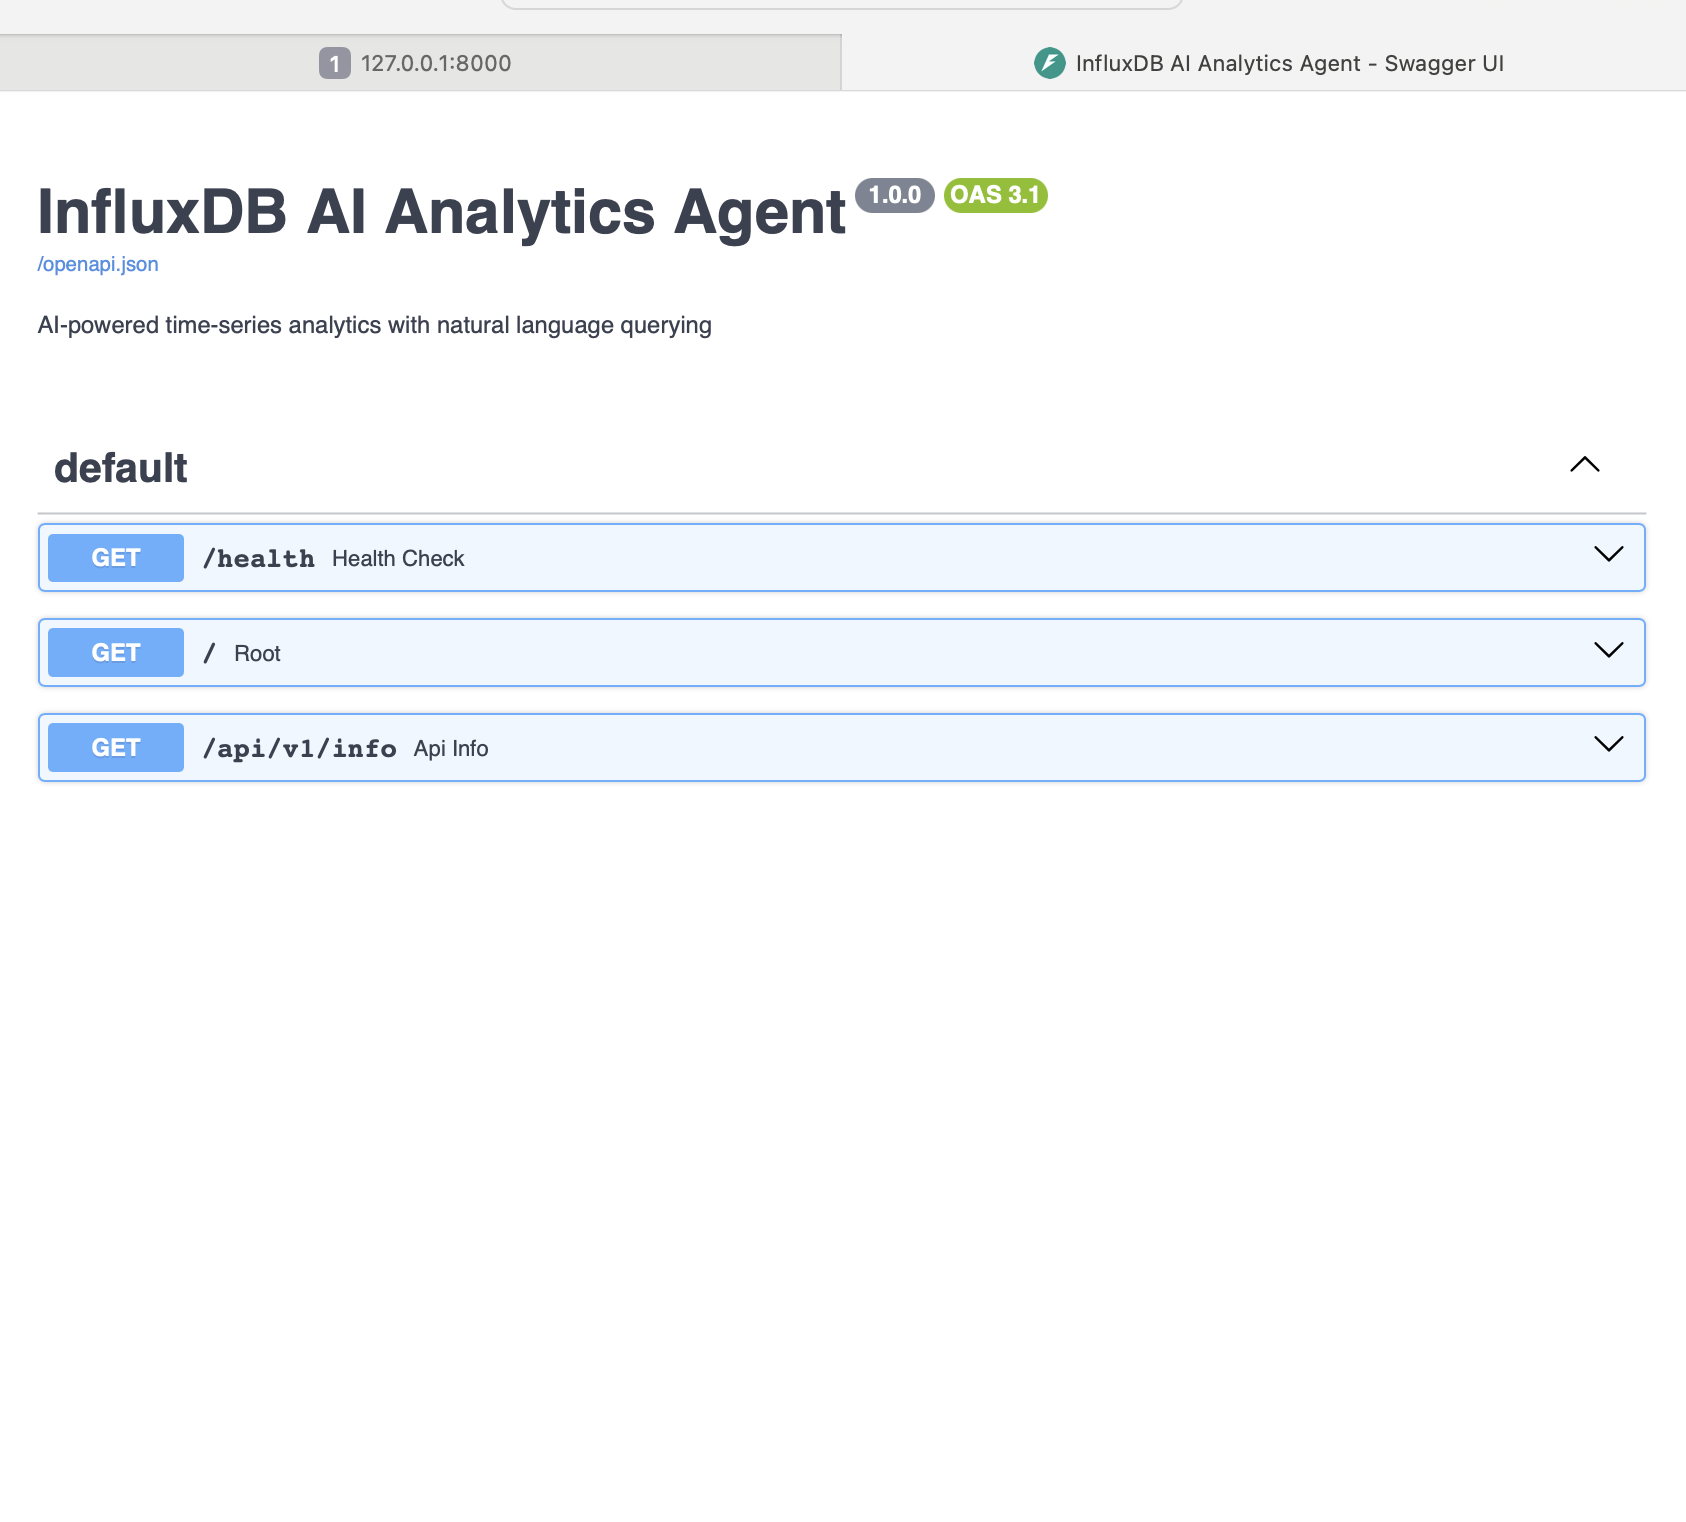 1 127.0.0.1:8000 InfluxDB AI Analytics Agent - Swagger UI
InfluxDB AI Analytics Agent 1.0.0 OAS 3.1
/openapi.json
AI-powered time-series analytics with natural language querying
default
GET /health Health Check
GET / Root
GET /api/v1/info Api Info